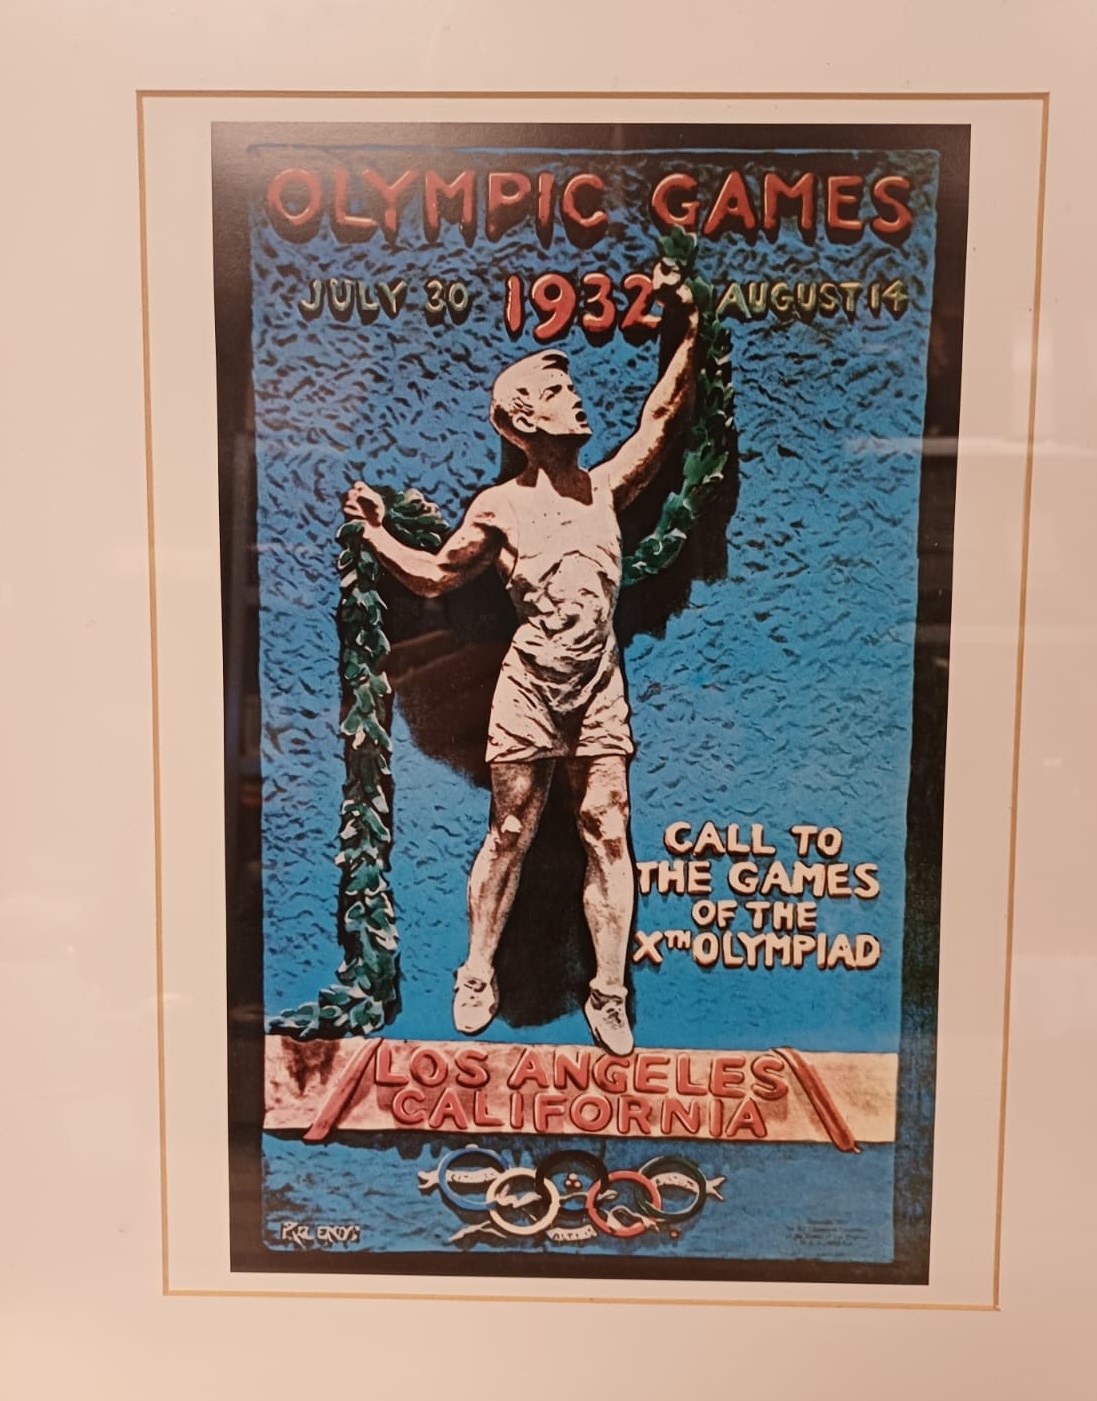 OLYMPIC GAMES
JULY 30 1932 AUGUST 14
CALL TO
THE GAMES
OF THE
XTH OLYMPIAD
LOS ANGELES
CALIFORNIA